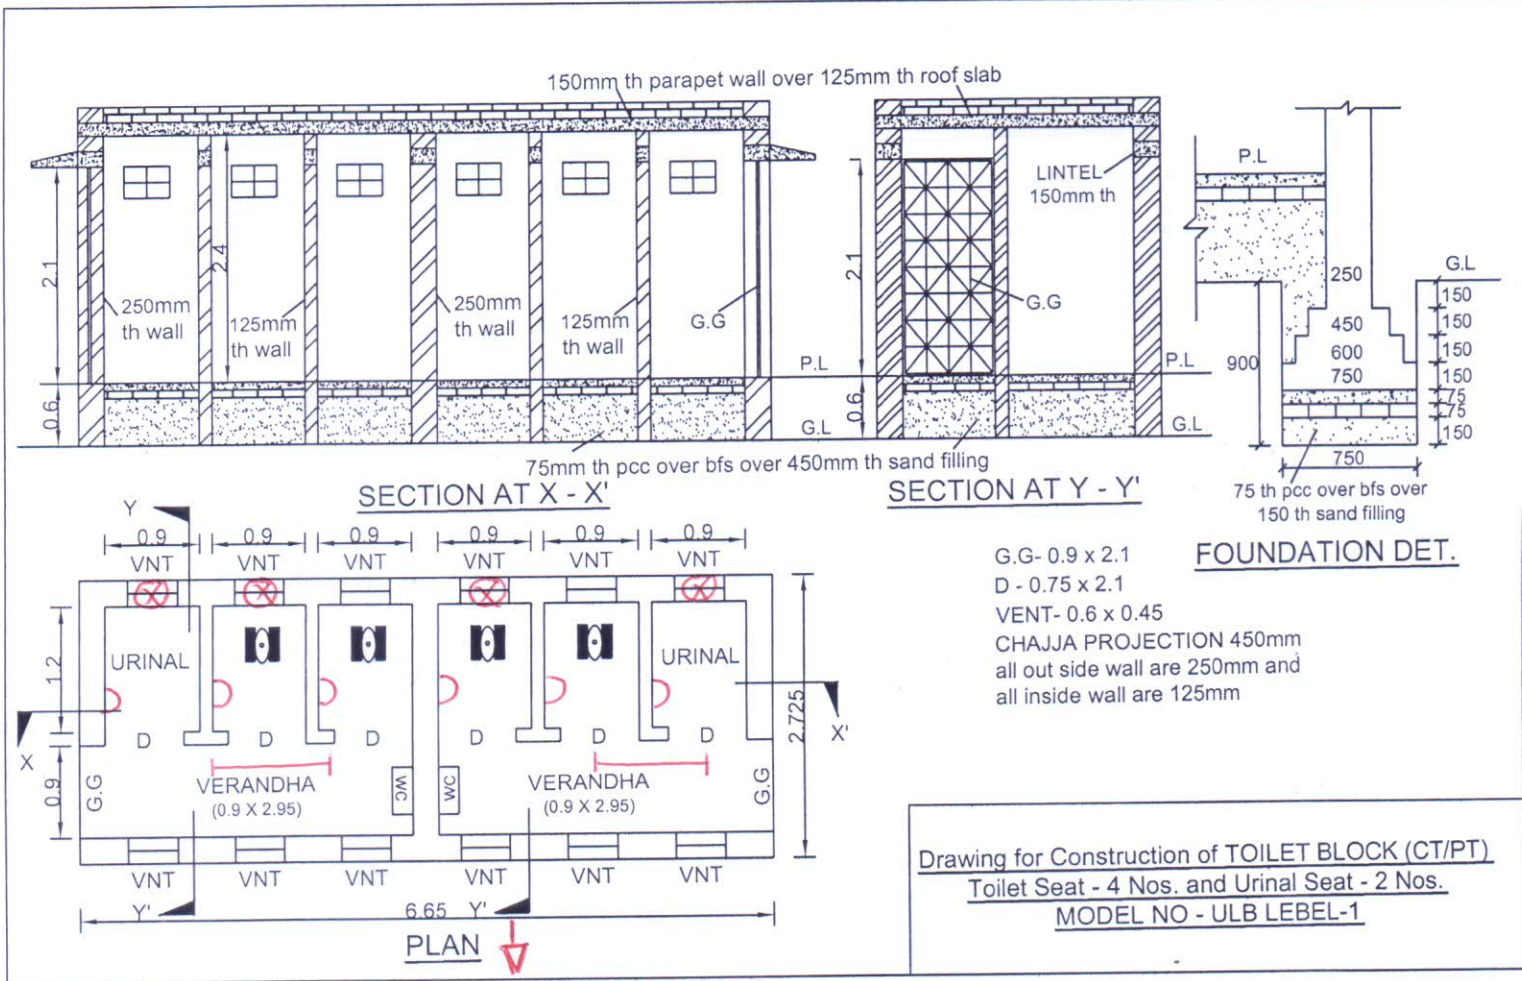 150mm th parapet wall over 125mm th roof slab
P.L
LINTEL
150mm th
G.L
2.1
2.4
2.1
250
150
250mm
th wall
125mm
th wall
250mm
th wall
125mm
th wall
G.G
G.G
450
150
600
150
900
750
150
P.L
P.L
75
75
150
0.6
0.6
G.L
G.L
750
75mm th pcc over bfs over 450mm th sand filling
SECTION AT X - X'
SECTION AT Y - Y'
75 th pcc over bfs over
150 th sand filling
FOUNDATION DET.
Y
0.9
0.9
0.9
0.9
0.9
0.9
VNT
VNT
VNT
VNT
VNT
VNT
G.G- 0.9 x 2.1
D - 0.75 x 2.1
VENT- 0.6 x 0.45
CHAJJA PROJECTION 450mm
all out side wall are 250mm and
all inside wall are 125mm
1.2
URINAL
URINAL
2.725
X
X'
D
D
D
D
D
D
0.9
G.G
VERANDHA
(0.9 X 2.95)
WC
WC
VERANDHA
(0.9 X 2.95)
G.G
VNT
VNT
VNT
VNT
VNT
VNT
Y'
6.65
Y'
PLAN
Drawing for Construction of TOILET BLOCK (CT/PT)
Toilet Seat - 4 Nos. and Urinal Seat - 2 Nos.
MODEL NO - ULB LEBEL-1